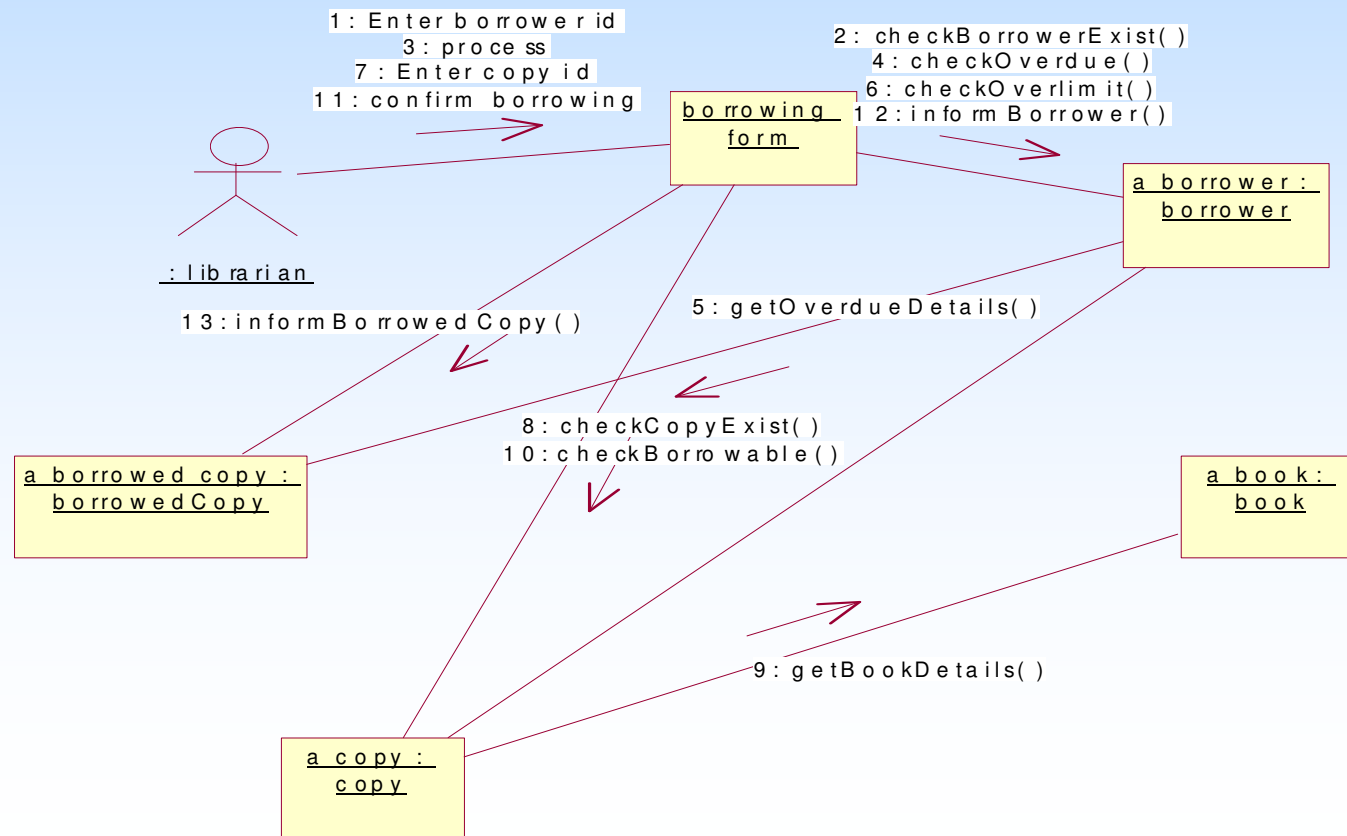 1: Enter borrower id
3: process
7: Enter copy id
11: confirm borrowing
2: checkBorrowerExist()
4: checkOverdue()
6: checkOverlimit()
12:informBorrower()
borrowing
form
a borrower:
borrower
: librarian
13:informBorrowedCopy()
5: getOverdueDetails()
8: checkCopyExist()
10:checkBorrowable()
a borrowed copy:
borrowedCopy
a book:
book
9: getBookDetails()
a copy:
copy